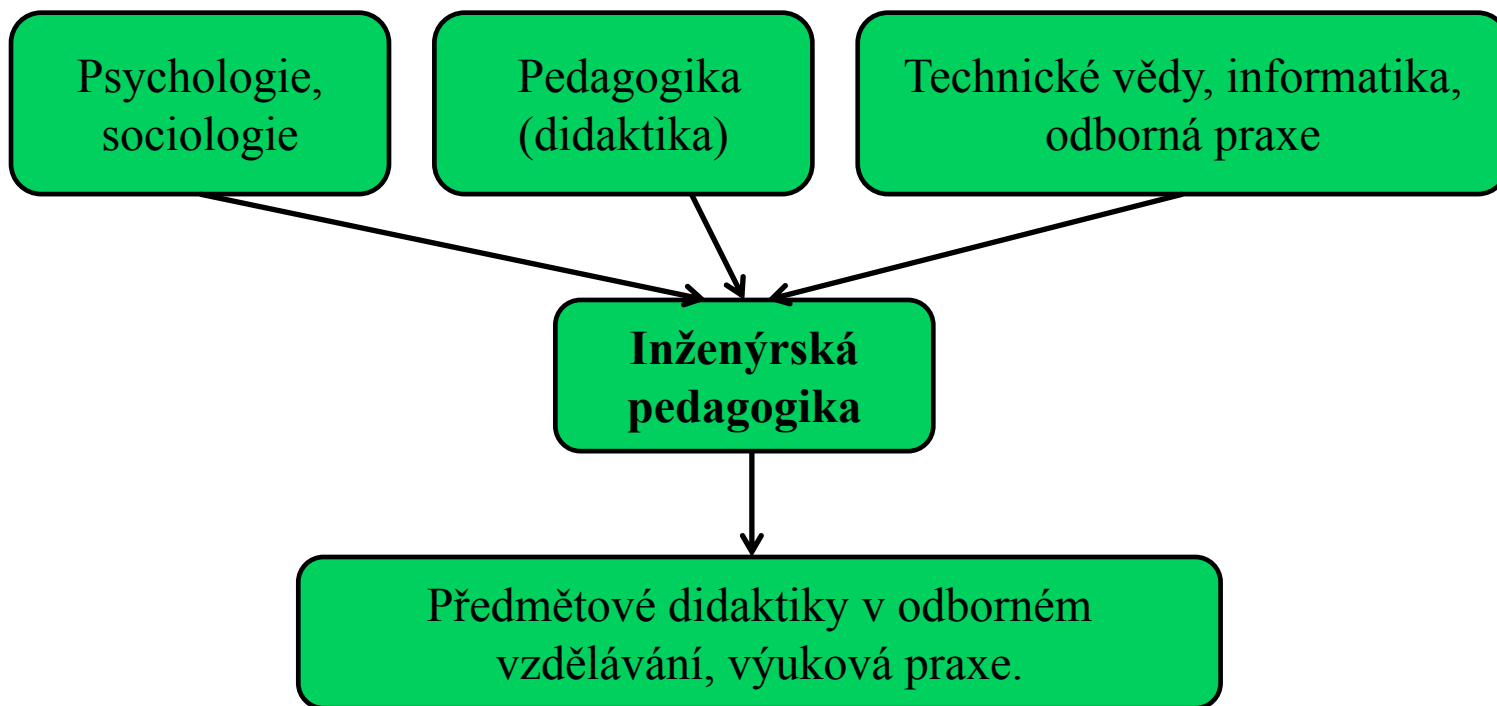 Psychologie,
sociologie
Pedagogika
(didaktika)
Technické vědy, informatika,
odborná praxe
Inženýrská
pedagogika
Předmětové didaktiky v odborném
vzdělávání, výuková praxe.